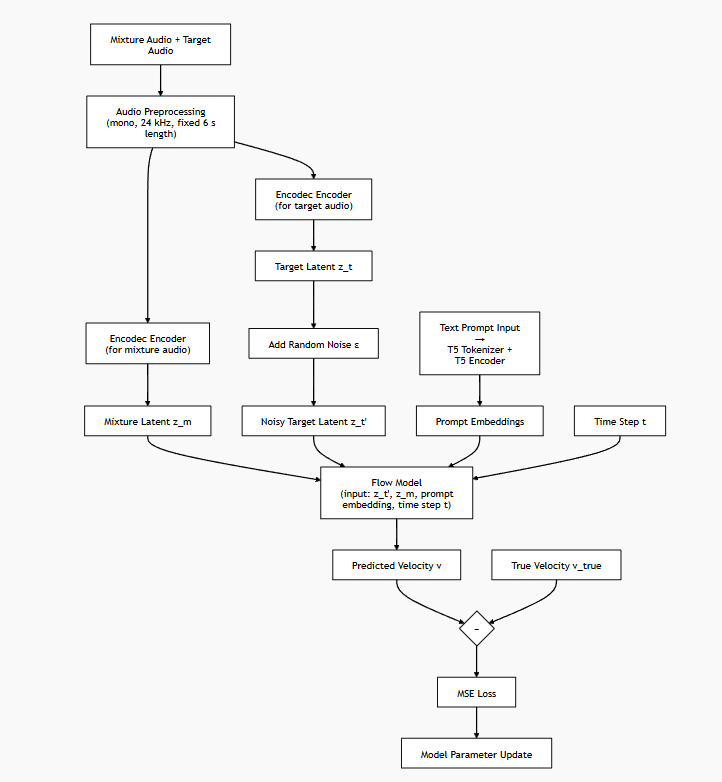 Mixture Audio + Target
Audio
Audio Preprocessing
(mono, 24 kHz, fixed 6 s
length)
Encodec Encoder
(for target audio)
Target Latent z_t
Text Prompt Input
→
T5 Tokenizer +
T5 Encoder
Encodec Encoder
(for mixture audio)
Add Random Noise ε
Mixture Latent z_m
Noisy Target Latent z_t'
Prompt Embeddings
Time Step t
Flow Model
(input: z_t', z_m, prompt
embedding, time step t)
Predicted Velocity v
True Velocity v_true
-
MSE Loss
Model Parameter Update